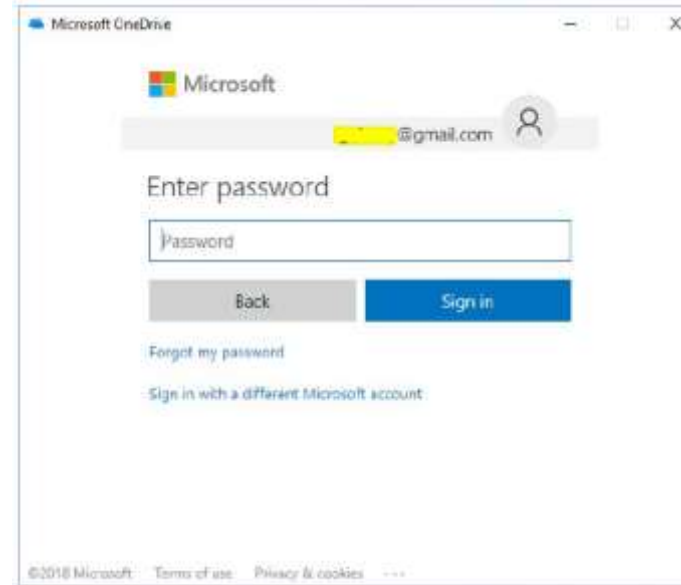 Microsoft OneDrive
Microsoft
@gmail.com
Enter password
Password
Back
Sign in
Forgot my password
Sign in with a different Microsoft account
©2018 Microsoft Terms of use Privacy & cookies ...